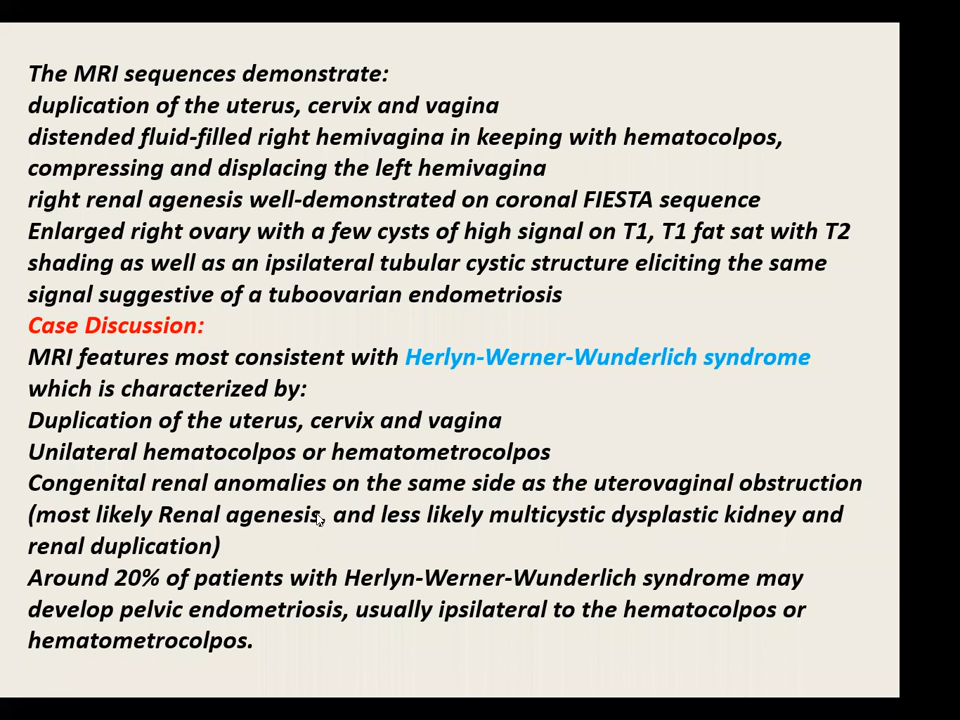 The MRI sequences demonstrate:
duplication of the uterus, cervix and vagina
distended fluid-filled right hemivagina in keeping with hematocolpos,
compressing and displacing the left hemivagina
right renal agenesis well-demonstrated on coronal FIESTA sequence
Enlarged right ovary with a few cysts of high signal on T1, T1 fat sat with T2
shading as well as an ipsilateral tubular cystic structure eliciting the same
signal suggestive of a tuboovarian endometriosis
Case Discussion:
MRI features most consistent with Herlyn-Werner-Wunderlich syndrome
which is characterized by:
Duplication of the uterus, cervix and vagina
Unilateral hematocolpos or hematometrocolpos
Congenital renal anomalies on the same side as the uterovaginal obstruction
(most likely Renal agenesis, and less likely multicystic dysplastic kidney and
renal duplication)
Around 20% of patients with Herlyn-Werner-Wunderlich syndrome may
develop pelvic endometriosis, usually ipsilateral to the hematocolpos or
hematometrocolpos.